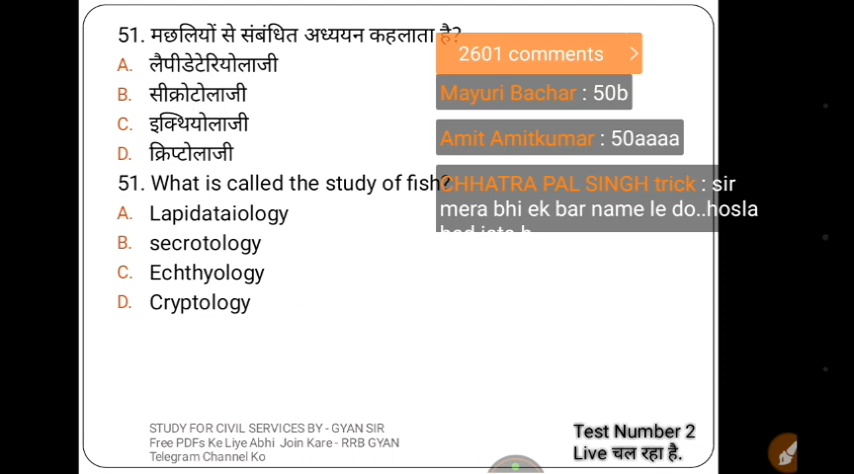 51. मछलियों से संबंधित अध्ययन कहलाता है?
A. लैपीडेटेरियोलाजी
B. सीक्रोटोलाजी
C. इक्थियोलाजी
D. क्रिप्टोलाजी
51. What is called the study of fish?
A. Lapidataiology
B. secrotology
C. Echthyology
D. Cryptology
2601 comments >
Mayuri Bachar : 50b
Amit Amitkumar : 50aaaa
CHHATRA PAL SINGH trick : sir
mera bhi ek bar name le do..hosla
STUDY FOR CIVIL SERVICES BY - GYAN SIR
Free PDFs Ke Liye Abhi Join Kare - RRB GYAN
Telegram Channel Ko
Test Number 2
Live चल रहा है.